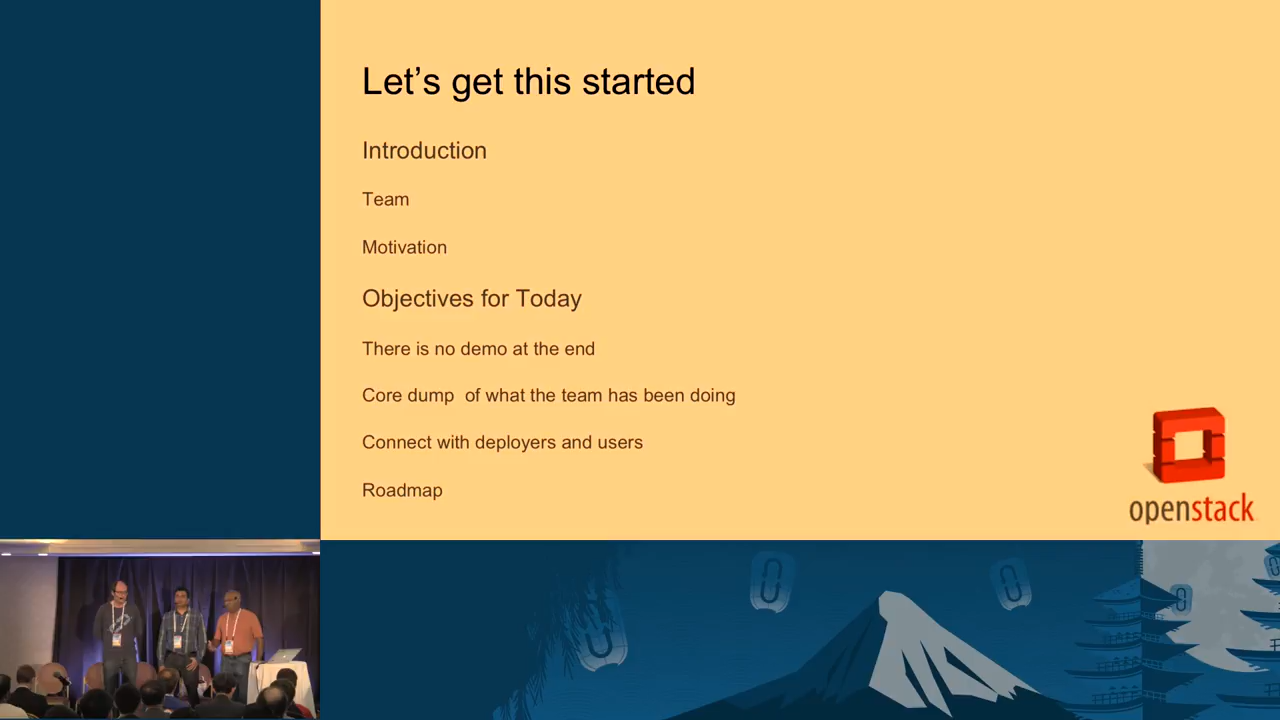 Let's get this started
Introduction
Team
Motivation
Objectives for Today
There is no demo at the end
Core dump  of what the team has been doing
Connect with deployers and users
Roadmap
openstack